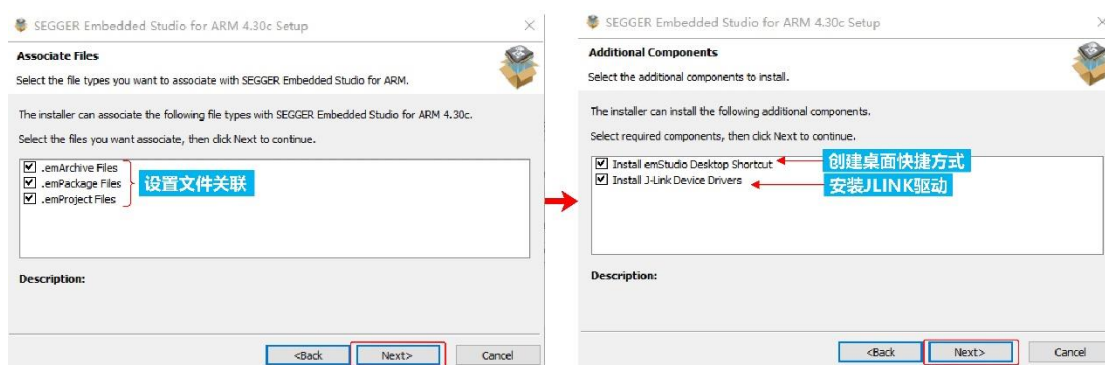 SEGGER Embedded Studio for ARM 4.30c Setup
Associate Files
Select the file types you want to associate with SEGGER Embedded Studio for ARM.
The installer can associate the following file types with SEGGER Embedded Studio for ARM 4.30c.
Select the files you want associate, then click Next to continue.
.emArchive Files
.emPackage Files
.emProject Files
设置文件关联
Description:
<Back
Next>
Cancel
SEGGER Embedded Studio for ARM 4.30c Setup
Additional Components
Select the additional components to install.
The installer can install the following additional components.
Select required components, then click Next to continue.
Install emStudio Desktop Shortcut
创建桌面快捷方式
Install J-Link Device Drivers
安装JLINK驱动
Description:
<Back
Next>
Cancel